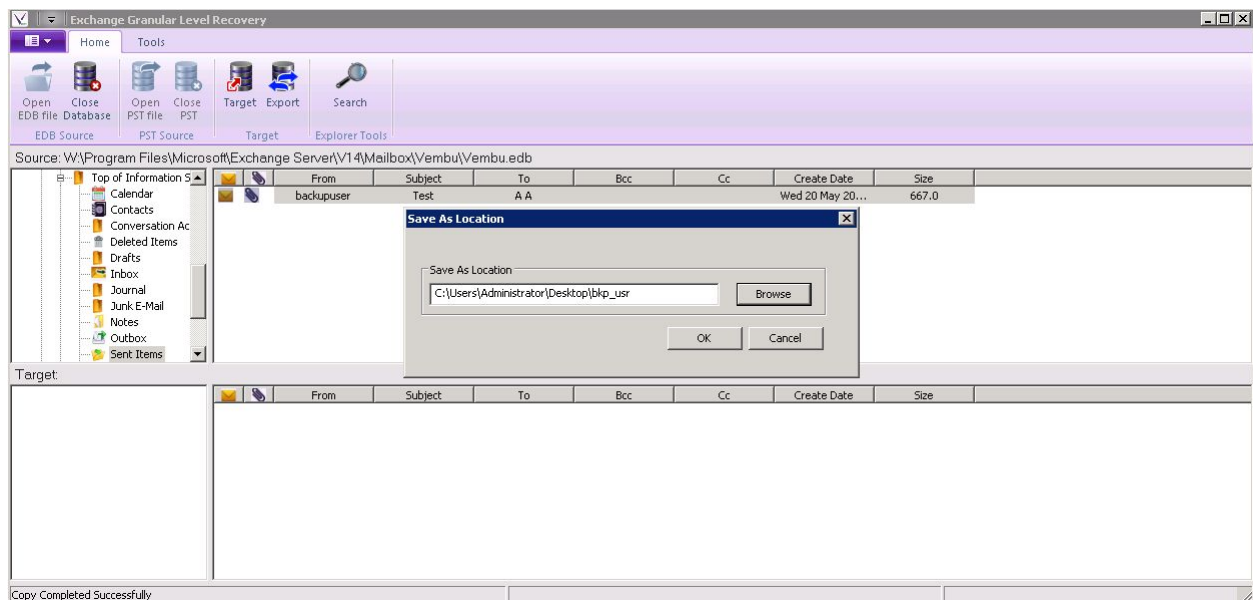 Exchange Granular Level Recovery
Home Tools
Open EDB file Close Database Open PST file Close PST Target Export Search
EDB Source PST Source Target Explorer Tools
Source: W:\Program Files\Microsoft\Exchange Server\V14\Mailbox\Vembu\Vembu.edb
Top of Information S
Calendar
Contacts
Conversation Ac
Deleted Items
Drafts
Inbox
Journal
Junk E-Mail
Notes
Outbox
Sent Items
From Subject To Bcc Cc Create Date Size
backupuser Test A A Wed 20 May 20... 667.0
Save As Location
Save As Location
C:\Users\Administrator\Desktop\bkp_usr Browse
OK Cancel
Target:
From Subject To Bcc Cc Create Date Size
Copy Completed Successfully